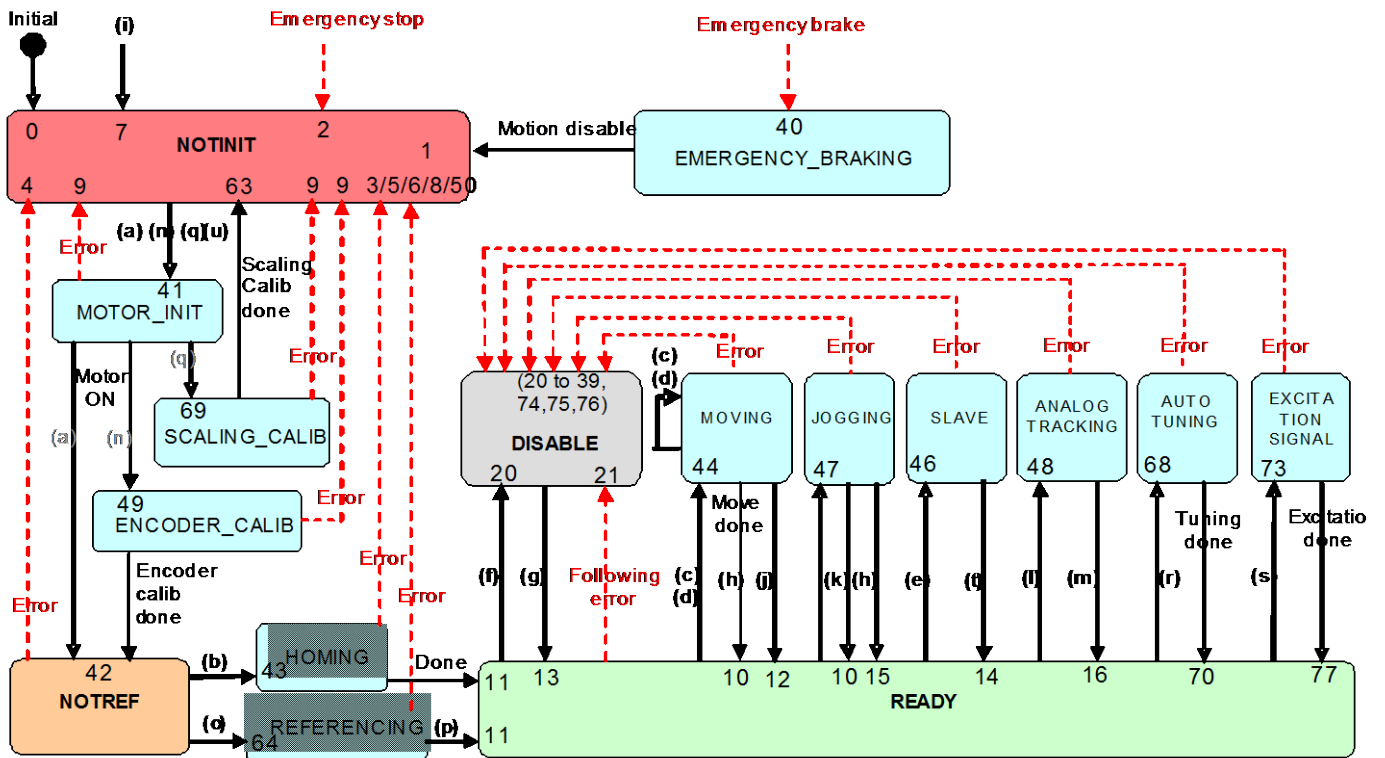 Initial
(i)
Emergency stop
Emergency brake
0
7
2
NOTINIT
1
4
9
63
9
9
3/5/6/8/50
Motion disable
40
EMERGENCY_BRAKING
Error
(a) (n) (q)(u)
Scaling
Calib
done
41
MOTOR_INIT
(q)
Error
Motor
ON
69
SCALING_CALIB
(a)
(n)
49
ENCODER_CALIB
Error
Encoder
calib
done
Error
Error
Error
42
NOTREF
(b)
43
HOMING
Done
(o)
64
REFERENCING
(p)
(20 to 39,
74,75,76)
DISABLE
20
21
(c)
(d)
Error
Error
Error
Error
Error
Error
MOVING
44
JOGGING
47
SLAVE
46
ANALOG
TRACKING
48
AUTO
TUNING
68
EXCITA
TION
SIGNAL
73
Move
done
Tuning
done
Excitatio
done
(f)
(g)
Following
error
(c)
(d)
(h)
(j)
(k)
(h)
(e)
(l)
(m)
(r)
(s)
11
13
10
12
10
15
14
16
70
77
READY
11